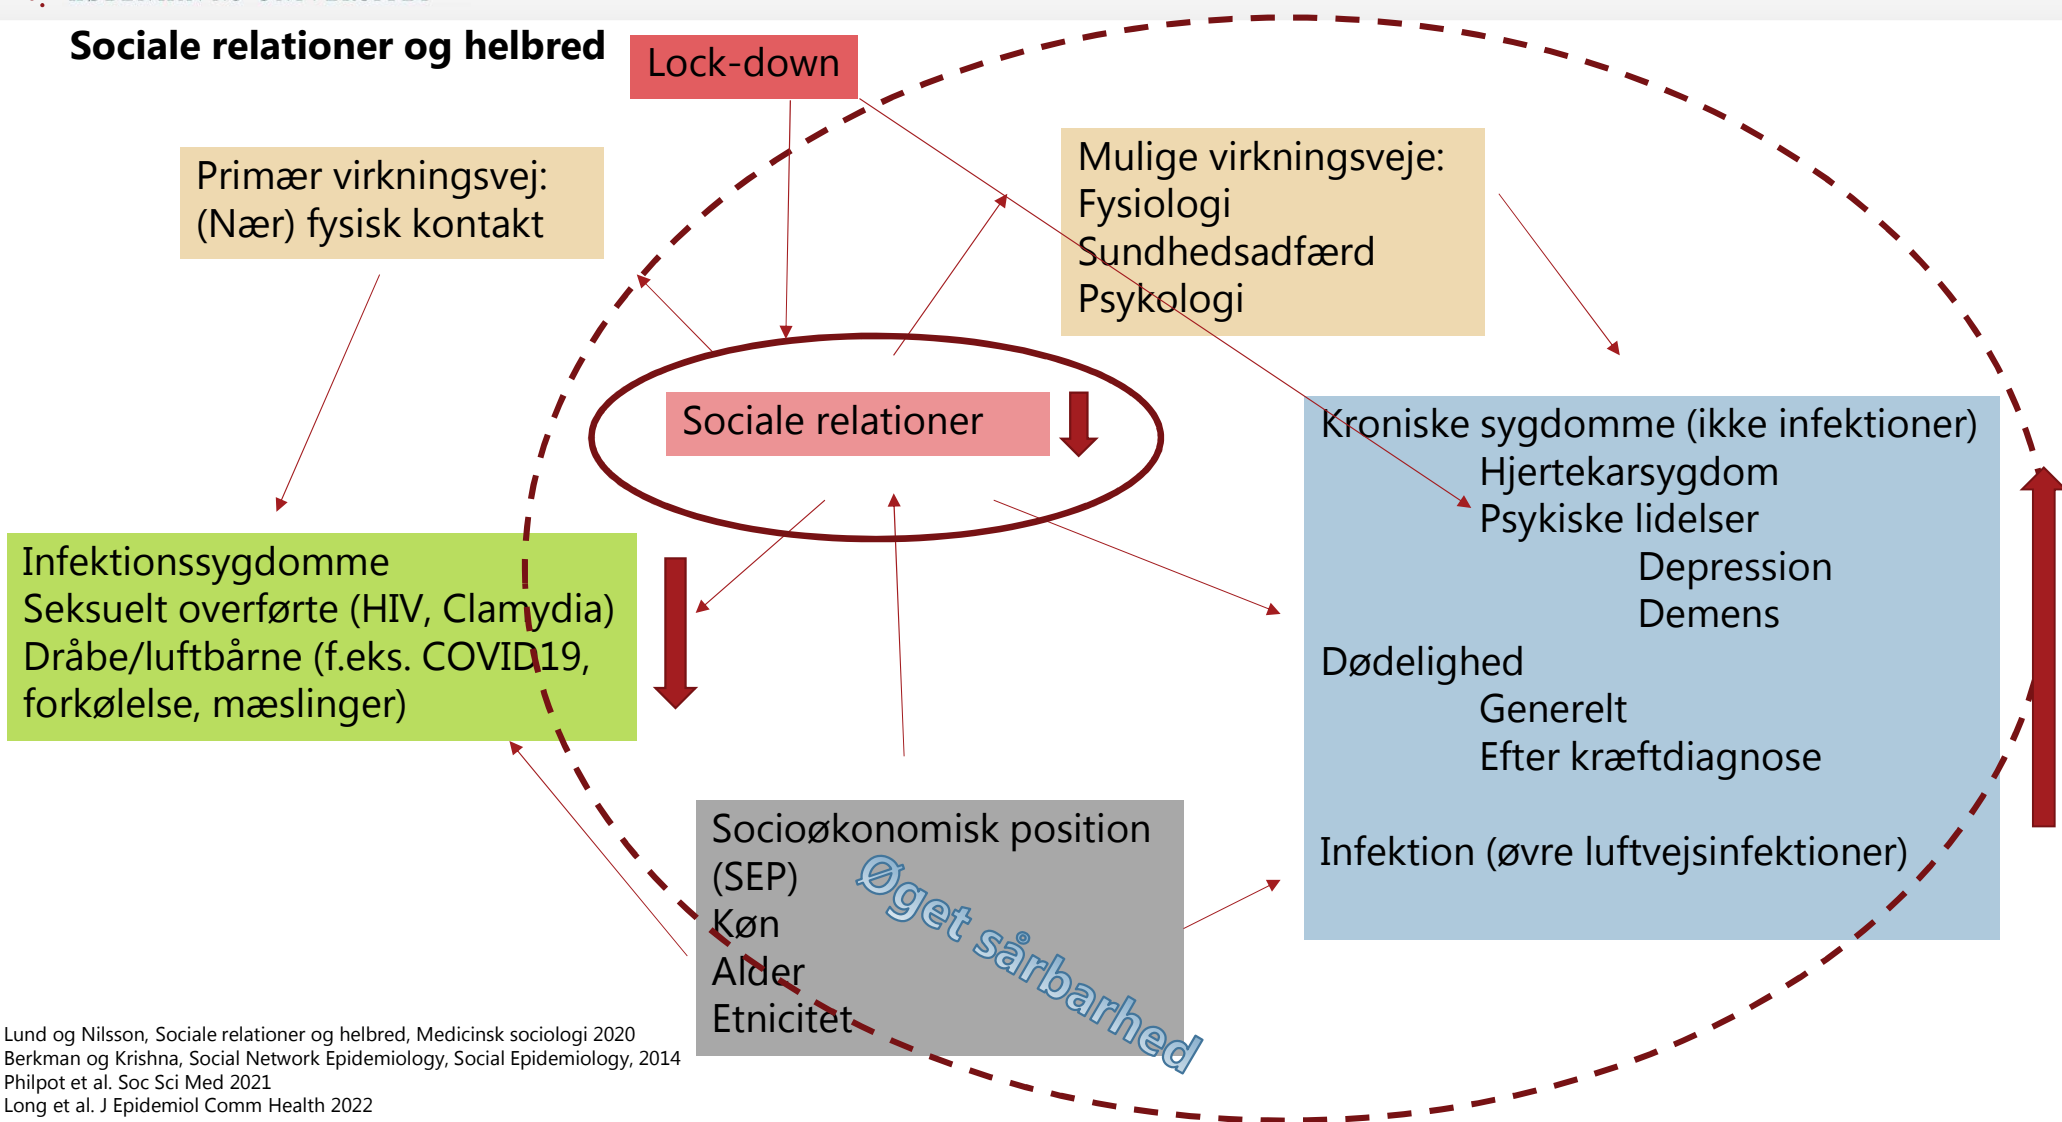 Sociale relationer og helbred
Lock-down
Primær virkningsvej:
(Nær) fysisk kontakt
Mulige virkningsveje:
Fysiologi
Sundhedsadfærd
Psykologi
Sociale relationer
Kroniske sygdomme (ikke infektioner)
Hjertekarsygdom
Psykiske lidelser
Depression
Demens
Dødelighed
Generelt
Efter kræftdiagnose
Infektion (øvre luftvejsinfektioner)
Infektionssygdomme
Seksuelt overførte (HIV, Clamydia)
Dråbe/luftbårne (f.eks. COVID19,
forkølelse, mæslinger)
Socioøkonomisk position
(SEP)
Køn
Alder
Etnicitet
Øget sårbarhed
Lund og Nilsson, Sociale relationer og helbred, Medicinsk sociologi 2020
Berkman og Krishna, Social Network Epidemiology, Social Epidemiology, 2014
Philpot et al. Soc Sci Med 2021
Long et al. J Epidemiol Comm Health 2022